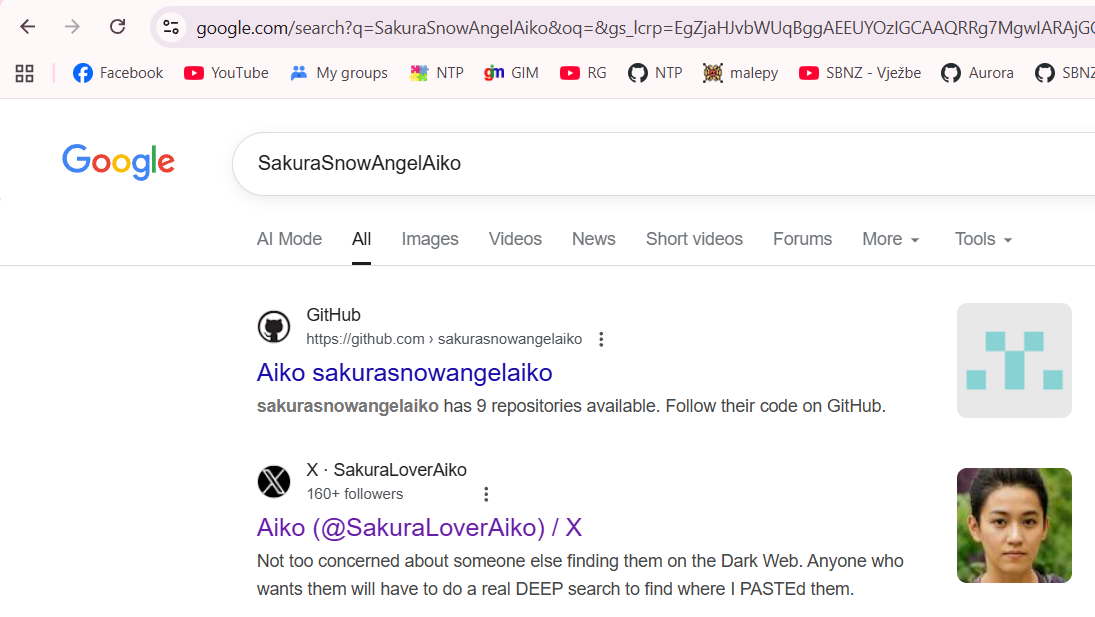 google.com/search?q=SakuraSnowAngelAiko&oq=&gs_lcrp=EgZjaHJvbWUqBggAEEUYOzIGCAAQRRg7MgwIARAjGC
Facebook YouTube My groups NTP GIM RG NTP malepy SBNZ - Vježbe Aurora SBNZ
Google
SakuraSnowAngelAiko
AI Mode All Images Videos News Short videos Forums More Tools
GitHub
https://github.com › sakurasnowangelaiko
Aiko sakurasnowangelaiko
sakurasnowangelaiko has 9 repositories available. Follow their code on GitHub.
X · SakuraLoverAiko
160+ followers
Aiko (@SakuraLoverAiko) / X
Not too concerned about someone else finding them on the Dark Web. Anyone who
wants them will have to do a real DEEP search to find where I PASTEd them.